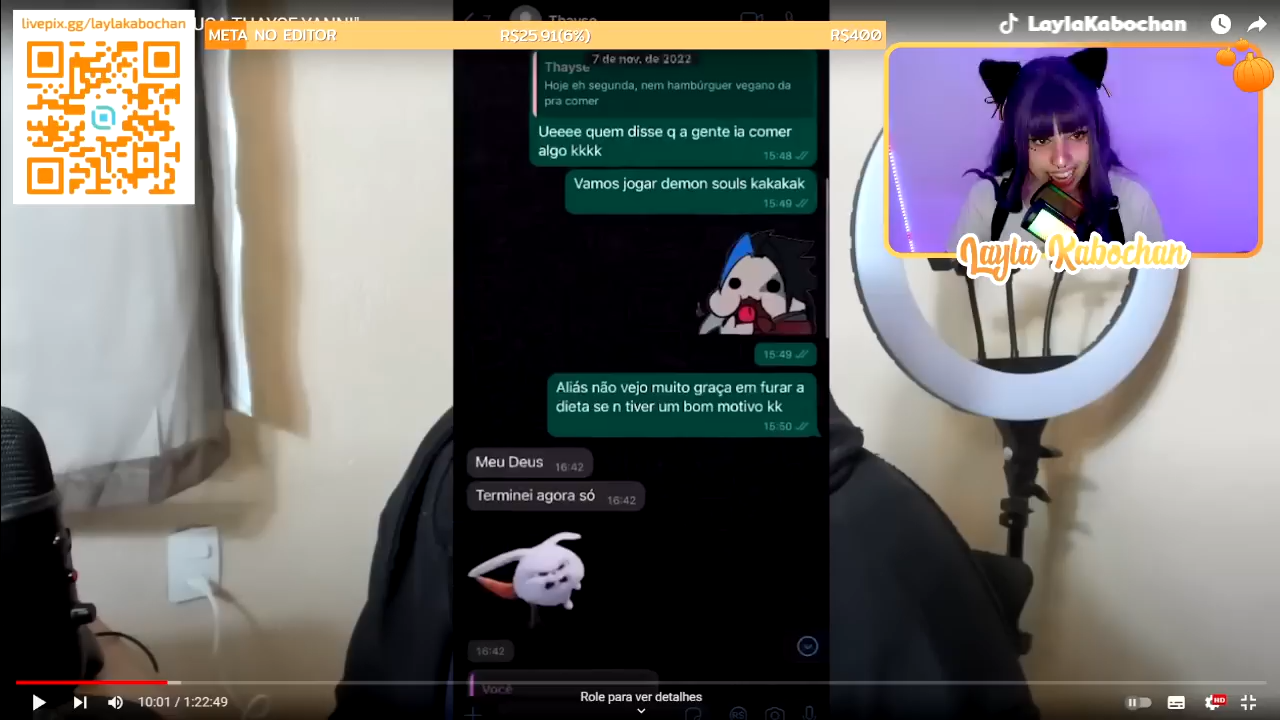 livepix.gg/laylakabochan
META NO EDITOR
R$25 91(6%)
R$400
LaylaKabochan
Layla Kabochan
Thayse
7 de nov. de 2022
Thayse
Hoje eh segunda, nem hambúrguer vegano da
pra comer
Ueeee quem disse q a gente ia comer
algo kkkk
15:48
Vamos jogar demon souls kakakak
15:49
15:49
Aliás não vejo muito graça em furar a
dieta se n tiver um bom motivo kk
15:50
Meu Deus 16:42
Terminei agora só 16:42
16:42
Você
10:01 / 1:22:49
Role para ver detalhes
HD